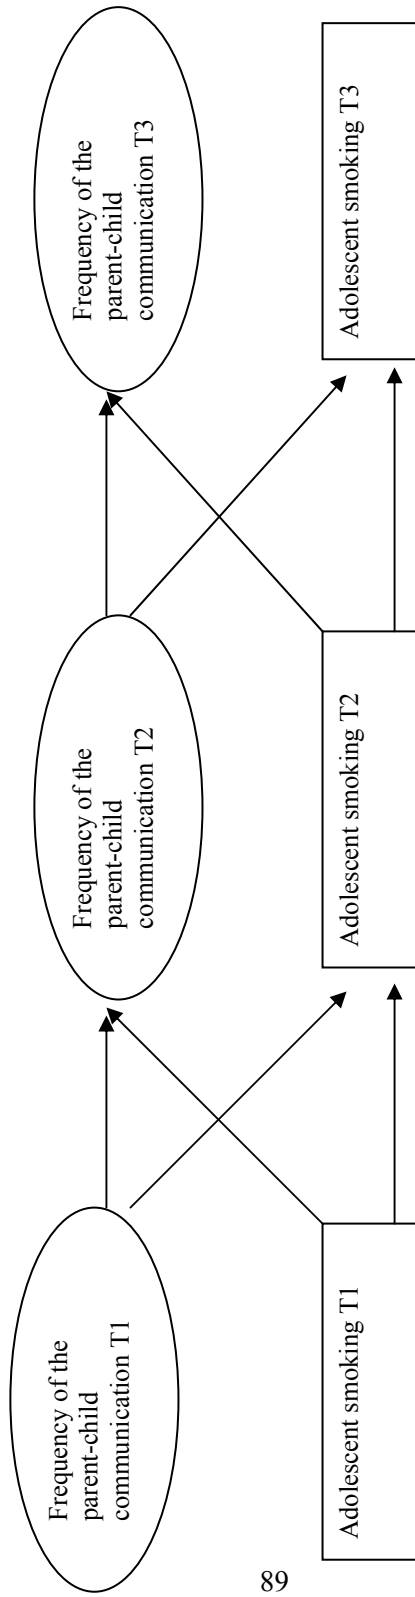 Frequency of the
parent-child
communication T1
Frequency of the
parent-child
communication T2
Frequency of the
parent-child
communication T3
Adolescent smoking T1
Adolescent smoking T2
Adolescent smoking T3
89